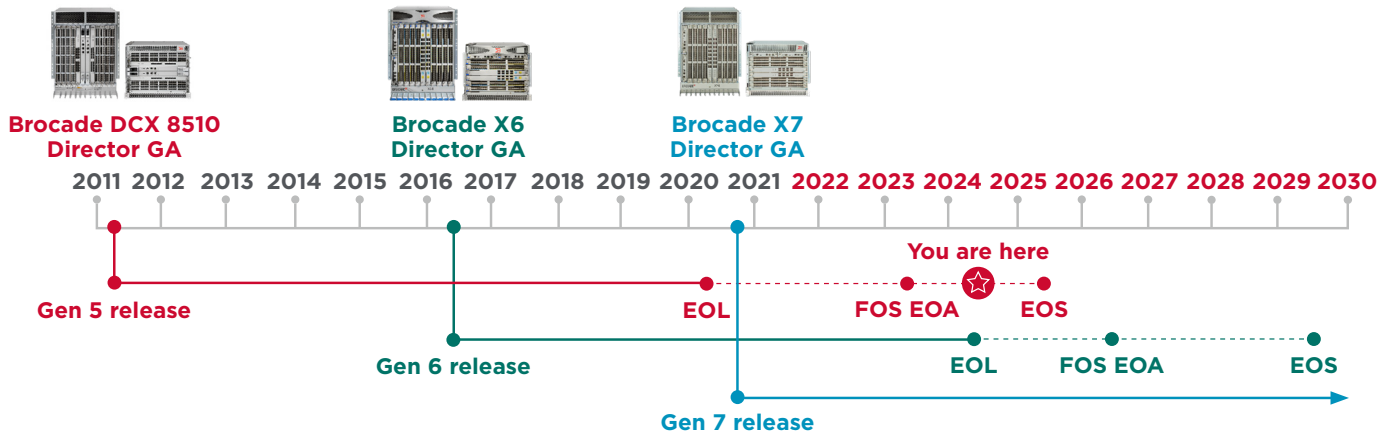 Brocade DCX 8510
Director GA
Brocade X6
Director GA
Brocade X7
Director GA
2011 2012 2013 2014 2015 2016 2017 2018 2019 2020 2021 2022 2023 2024 2025 2026 2027 2028 2029 2030
You are here
Gen 5 release
EOL
FOS EOA
EOS
Gen 6 release
EOL
FOS EOA
EOS
Gen 7 release